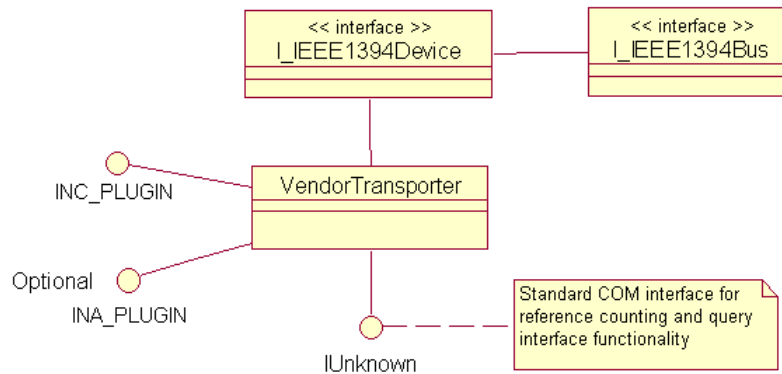 << interface >>
I_IEEE1394Device
<< interface >>
I_IEEE1394Bus
VendorTransporter
INC_PLUGIN
Optional
INA_PLUGIN
IUnknown
Standard COM interface for
reference counting and query
interface functionality